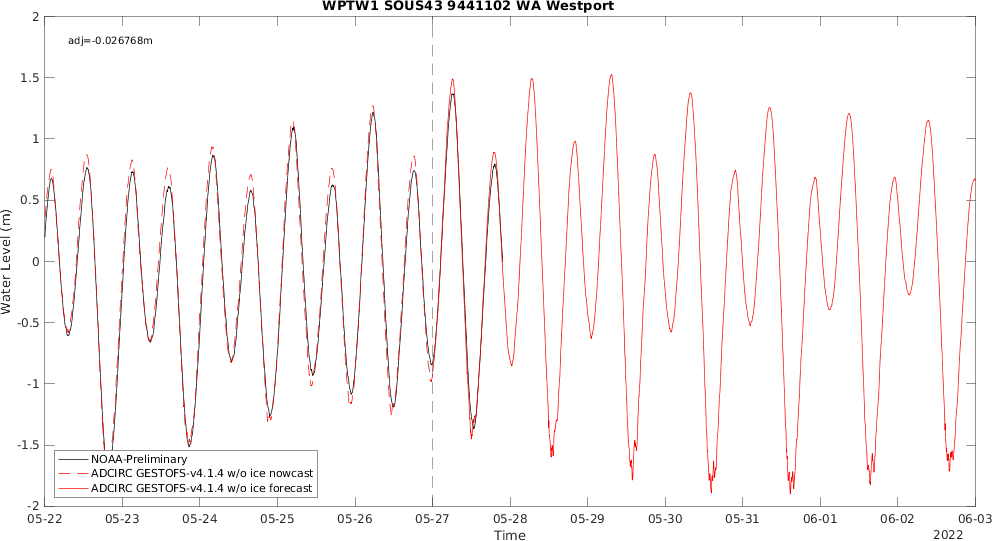 WPTW1 SOUS43 9441102 WA Westport
adj=-0.026768m
Water Level (m)
2
1.5
1
0.5
0
-0.5
-1
-1.5
-2
NOAA-Preliminary
ADCIRC GESTOFS-v4.1.4 w/o ice nowcast
ADCIRC GESTOFS-v4.1.4 w/o ice forecast
05-22 05-23 05-24 05-25 05-26 05-27 05-28 05-29 05-30 05-31 06-01 06-02 06-03
Time
2022